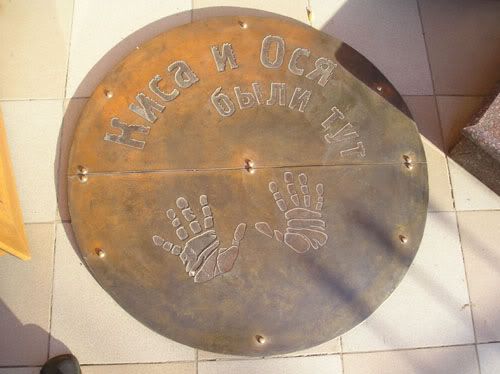 Киса и Ося
были тут